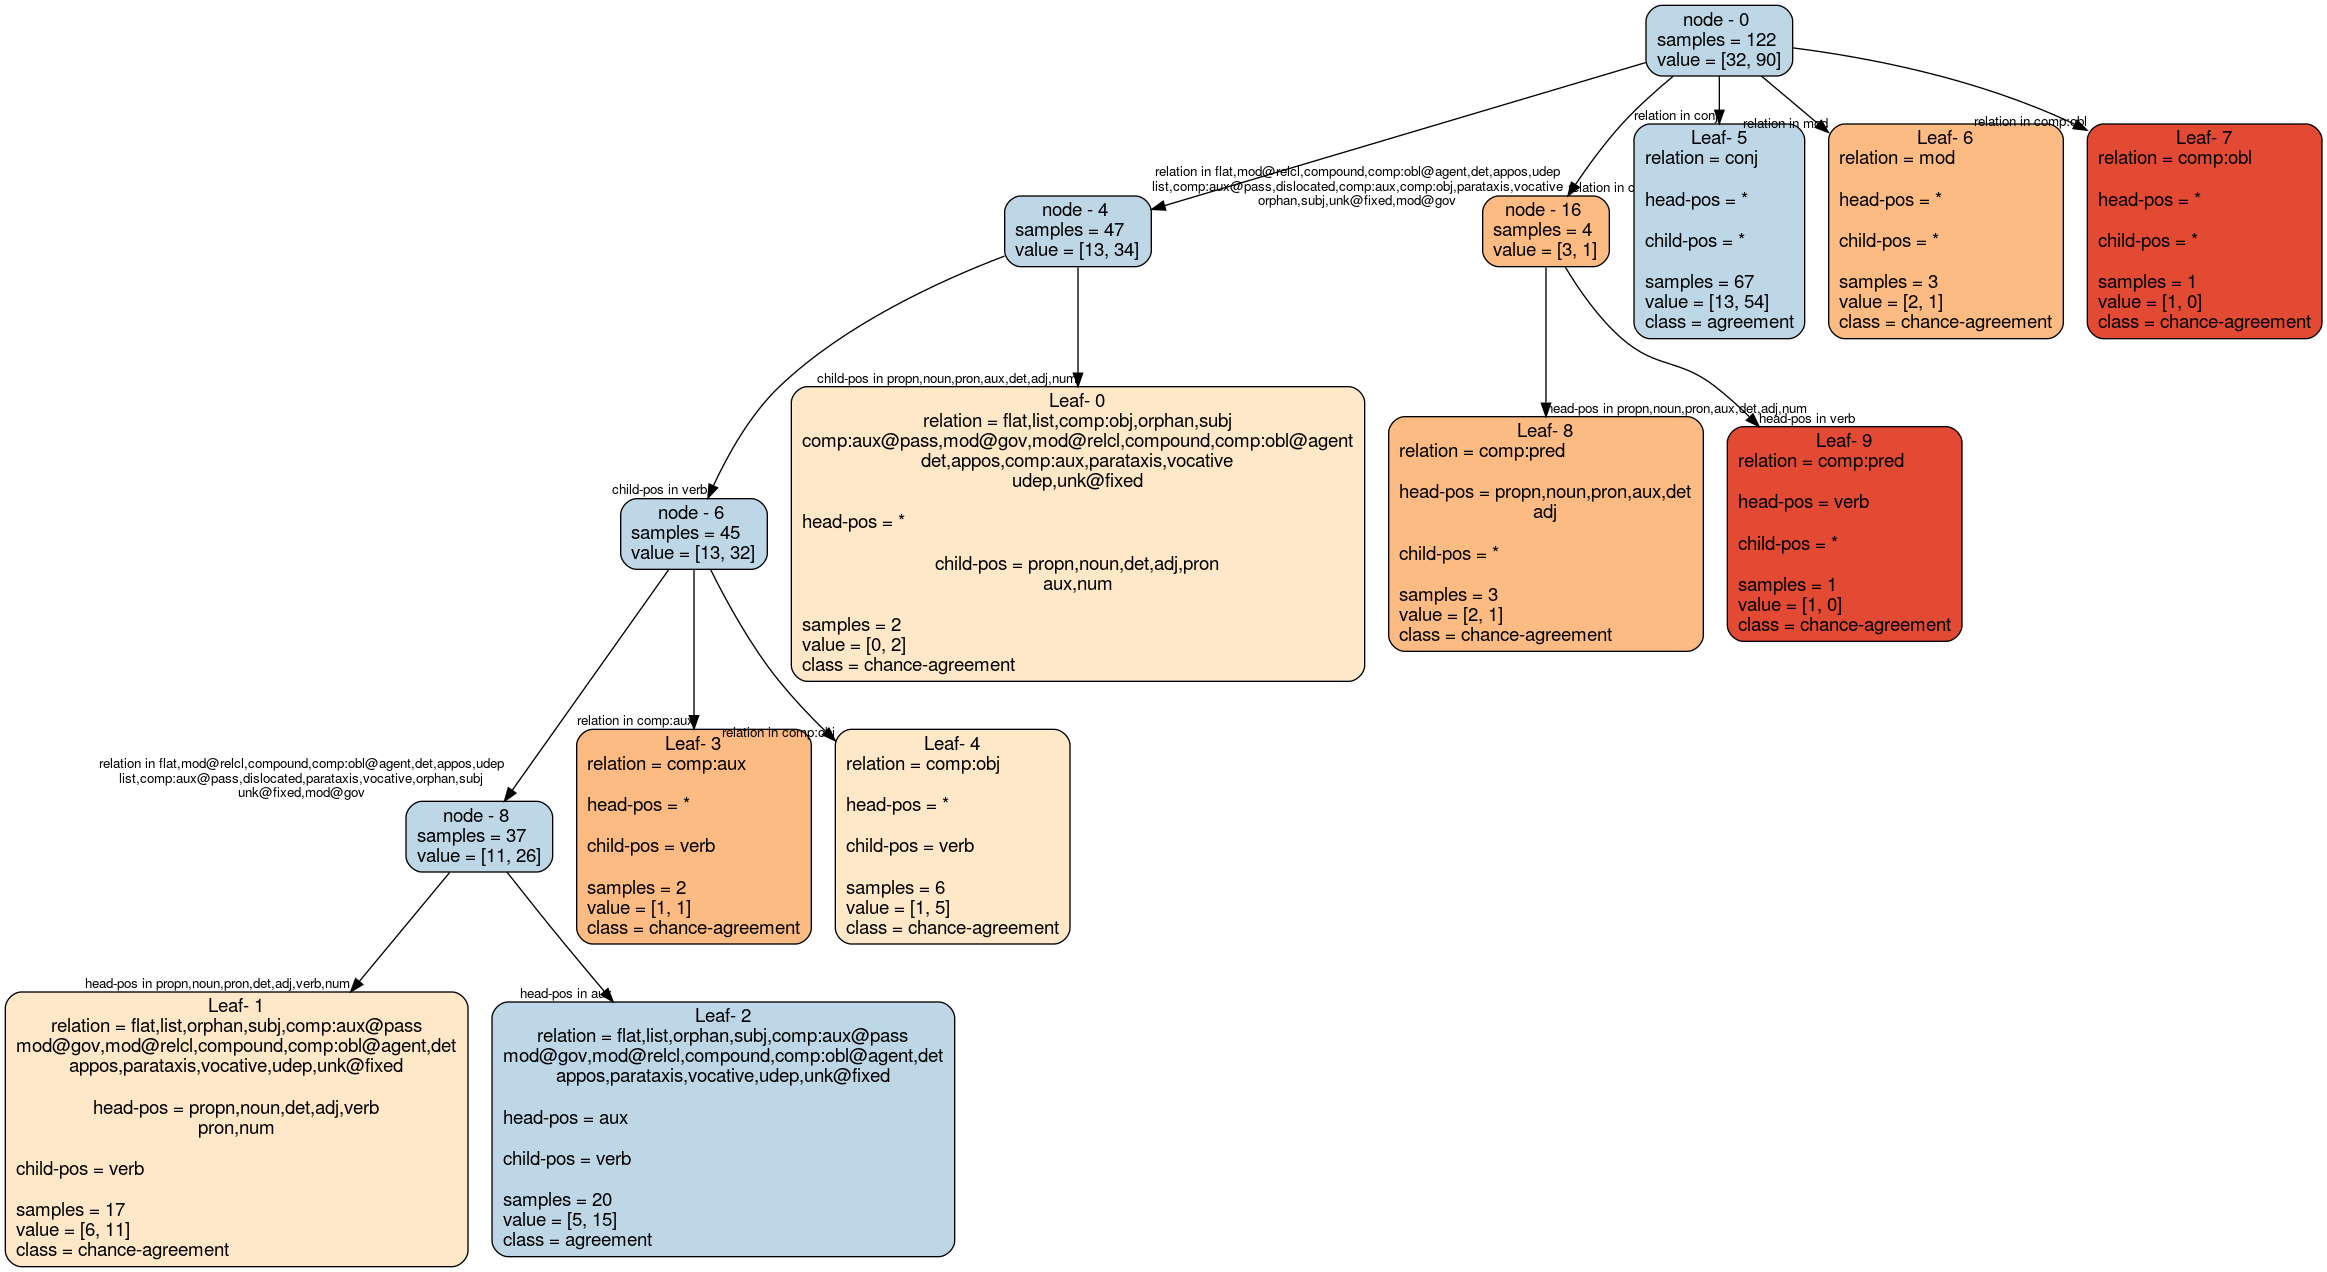 node - 0
samples = 122
value = [32, 90]
relation in flat,mod@relcl,compound,comp:obl@agent,det,appos,udep
list,comp:aux@pass,dislocated,comp:aux,comp:obj,parataxis,vocative
orphan,subj,unk@fixed,mod@gov
relation in
relation in conj
relation in mod
relation in comp:obl
node - 4
samples = 47
value = [13, 34]
node - 16
samples = 4
value = [3, 1]
Leaf- 5
relation = conj
head-pos = *
child-pos = *
samples = 67
value = [13, 54]
class = agreement
Leaf- 6
relation = mod
head-pos = *
child-pos = *
samples = 3
value = [2, 1]
class = chance-agreement
Leaf- 7
relation = comp:obl
head-pos = *
child-pos = *
samples = 1
value = [1, 0]
class = chance-agreement
child-pos in verb
child-pos in propn,noun,pron,aux,det,adj,num
head-pos in propn,noun,pron,aux,det,adj,num
head-pos in verb
node - 6
samples = 45
value = [13, 32]
Leaf- 0
relation = flat,list,comp:obj,orphan,subj
comp:aux@pass,mod@gov,mod@relcl,compound,comp:obl@agent
det,appos,comp:aux,parataxis,vocative
udep,unk@fixed
head-pos = *
child-pos = propn,noun,det,adj,pron
aux,num
samples = 2
value = [0, 2]
class = chance-agreement
Leaf- 8
relation = comp:pred
head-pos = propn,noun,pron,aux,det
adj
child-pos = *
samples = 3
value = [2, 1]
class = chance-agreement
Leaf- 9
relation = comp:pred
head-pos = verb
child-pos = *
samples = 1
value = [1, 0]
class = chance-agreement
relation in flat,mod@relcl,compound,comp:obl@agent,det,appos,udep
list,comp:aux@pass,dislocated,parataxis,vocative,orphan,subj
unk@fixed,mod@gov
relation in comp:aux
relation in comp:obj
node - 8
samples = 37
value = [11, 26]
Leaf- 3
relation = comp:aux
head-pos = *
child-pos = verb
samples = 2
value = [1, 1]
class = chance-agreement
Leaf- 4
relation = comp:obj
head-pos = *
child-pos = verb
samples = 6
value = [1, 5]
class = chance-agreement
head-pos in propn,noun,pron,det,adj,verb,num
head-pos in aux
Leaf- 1
relation = flat,list,orphan,subj,comp:aux@pass
mod@gov,mod@relcl,compound,comp:obl@agent,det
appos,parataxis,vocative,udep,unk@fixed
head-pos = propn,noun,det,adj,verb
pron,num
child-pos = verb
samples = 17
value = [6, 11]
class = chance-agreement
Leaf- 2
relation = flat,list,orphan,subj,comp:aux@pass
mod@gov,mod@relcl,compound,comp:obl@agent,det
appos,parataxis,vocative,udep,unk@fixed
head-pos = aux
child-pos = verb
samples = 20
value = [5, 15]
class = agreement